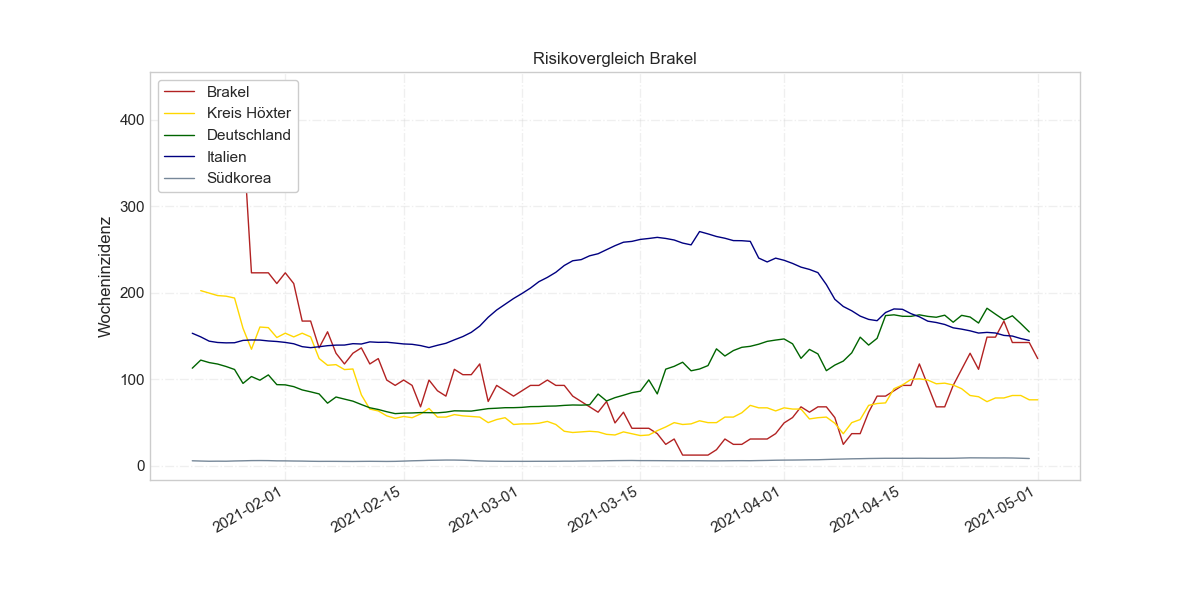 Risikovergleich Brakel
Brakel
Kreis Höxter
Deutschland
Italien
Südkorea
Wocheninzidenz
400
300
200
100
0
2021-02-01
2021-02-15
2021-03-01
2021-03-15
2021-04-01
2021-04-15
2021-05-01